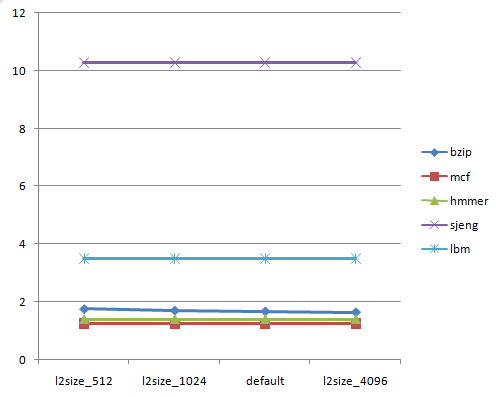 12
10
8
6
4
2
0
l2size_512 l2size_1024 default l2size_4096
bzip
mcf
hmmer
sjeng
lbm